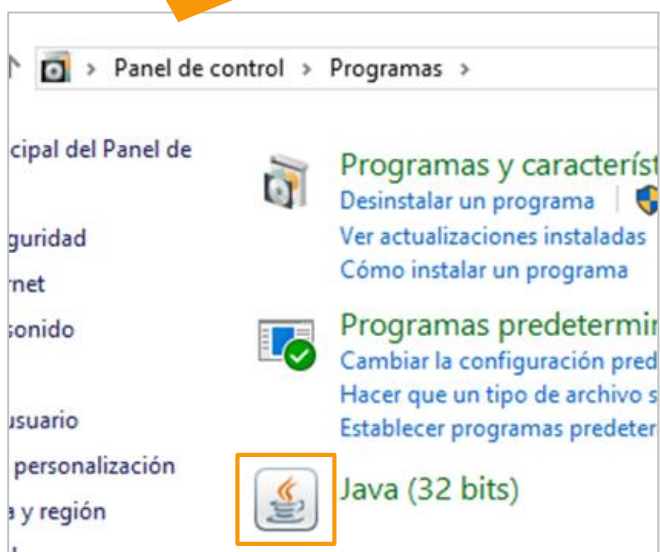 Panel de control > Programas >
cipal del Panel de
guridad
rnet
sonido
usuario
personalización
a y región
Programas y caracterís
Desinstalar un programa
Ver actualizaciones instaladas
Cómo instalar un programa
Programas predetermi
Cambiar la configuración pred
Hacer que un tipo de archivo s
Establecer programas predeter
Java (32 bits)